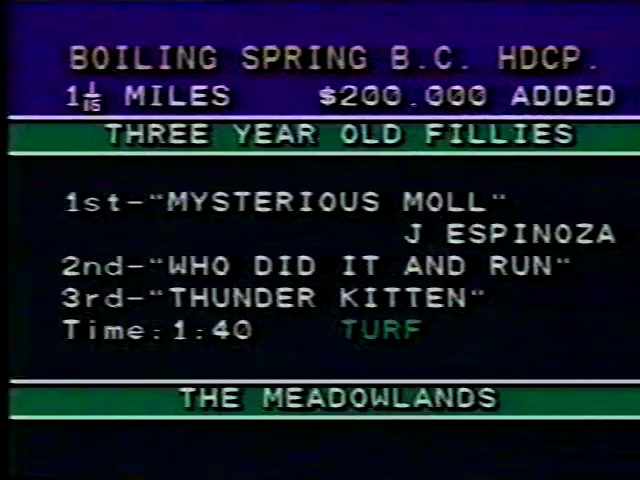 BOILING SPRING B.C. HDCP.
1 1/16 MILES $200.000 ADDED
THREE YEAR OLD FILLIES
1st-"MYSTERIOUS MOLL"
J ESPINOZA
2nd-"WHO DID IT AND RUN"
3rd-"THUNDER KITTEN"
Time:1:40 TURF
THE MEADOWLANDS